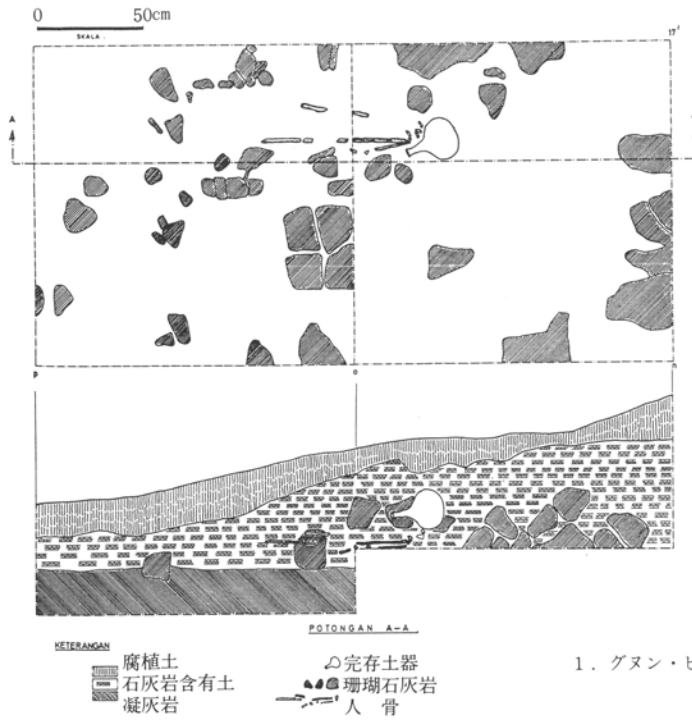 0 50cm
SKALA.
17'
A
P O n
POTONGAN A-A
KETERANGAN
腐植土
石灰岩含有土
凝灰岩
完存土器
珊瑚石灰岩
人骨
1. グヌン・